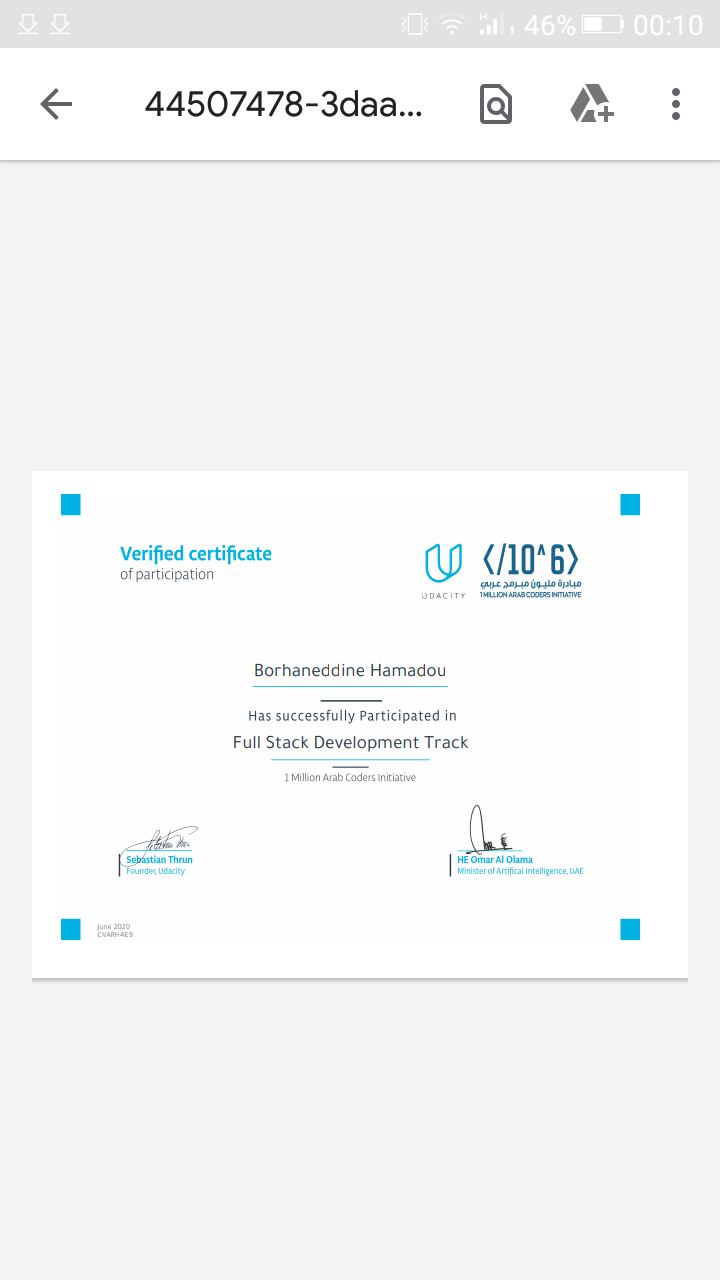 H
1
46%
00:10
44507478-3daa...
Verified certificate
of participation
UDACITY
</10^6>
مبادرة مليون مبرمج عربي
1 MILLION ARAB CODERS INITIATIVE
Borhaneddine Hamadou
Has successfully Participated in
Full Stack Development Track
1 Million Arab Coders Initiative
Sebastian Thrun
Founder, Udacity
HE Omar Al Olama
Minister of Artifical Intelligence, UAE
June 2020
CVARH4E9